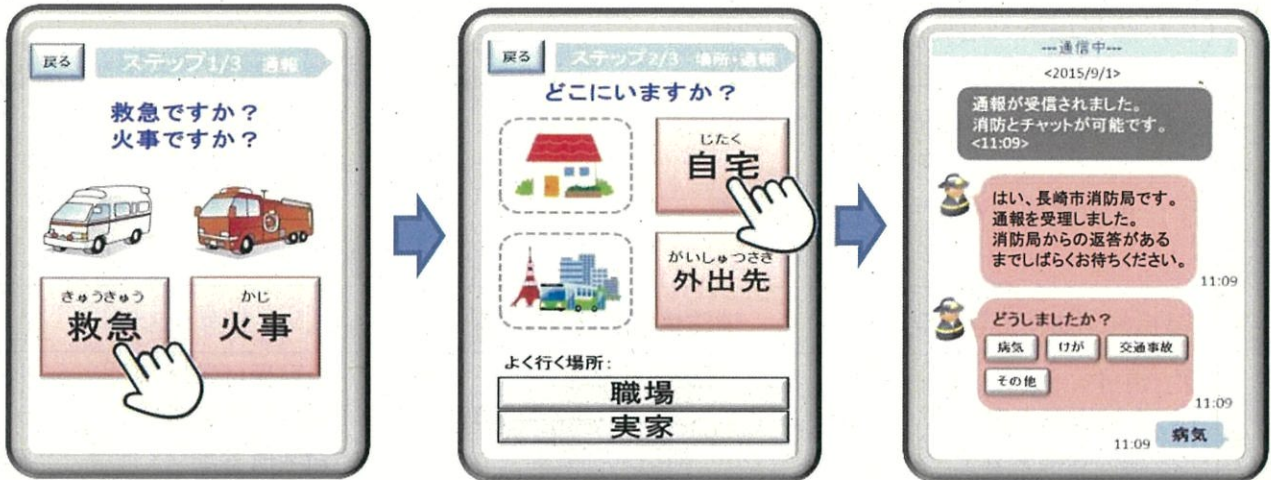 戻る
ステップ1/3 通報
救急ですか？
火事ですか？
きゅうきゅう
救急
かじ
火事
戻る
ステップ2/3 場所・通報
どこにいますか？
じたく
自宅
がいしゅつさき
外出先
よく行く場所：
職場
実家
---通信中---
<2015/9/1>
通報が受信されました。
消防とチャットが可能です。
<11:09>
はい、長崎市消防局です。
通報を受理しました。
消防局からの返答がある
までしばらくお待ちください。
11:09
どうしましたか？
病気 けが 交通事故
その他
11:09
11:09 病気